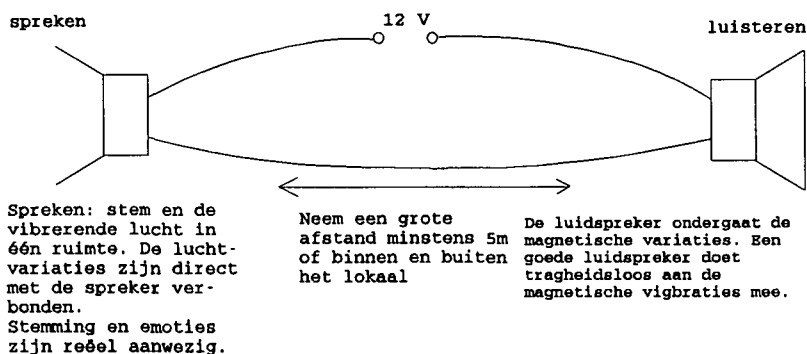 spreken
12 V
luisteren
Spreken: stem en de
vibrerende lucht in
één ruimte. De lucht-
variaties zijn direct
met de spreker ver-
bonden.
Stemming en emoties
zijn reëel aanwezig.
Neem een grote
afstand minstens 5m
of binnen en buiten
het lokaal
De luidspreker ondergaat de
magnetische variaties. Een
goede luidspreker doet
tragheidsloos aan de
magnetische vigbraties mee.